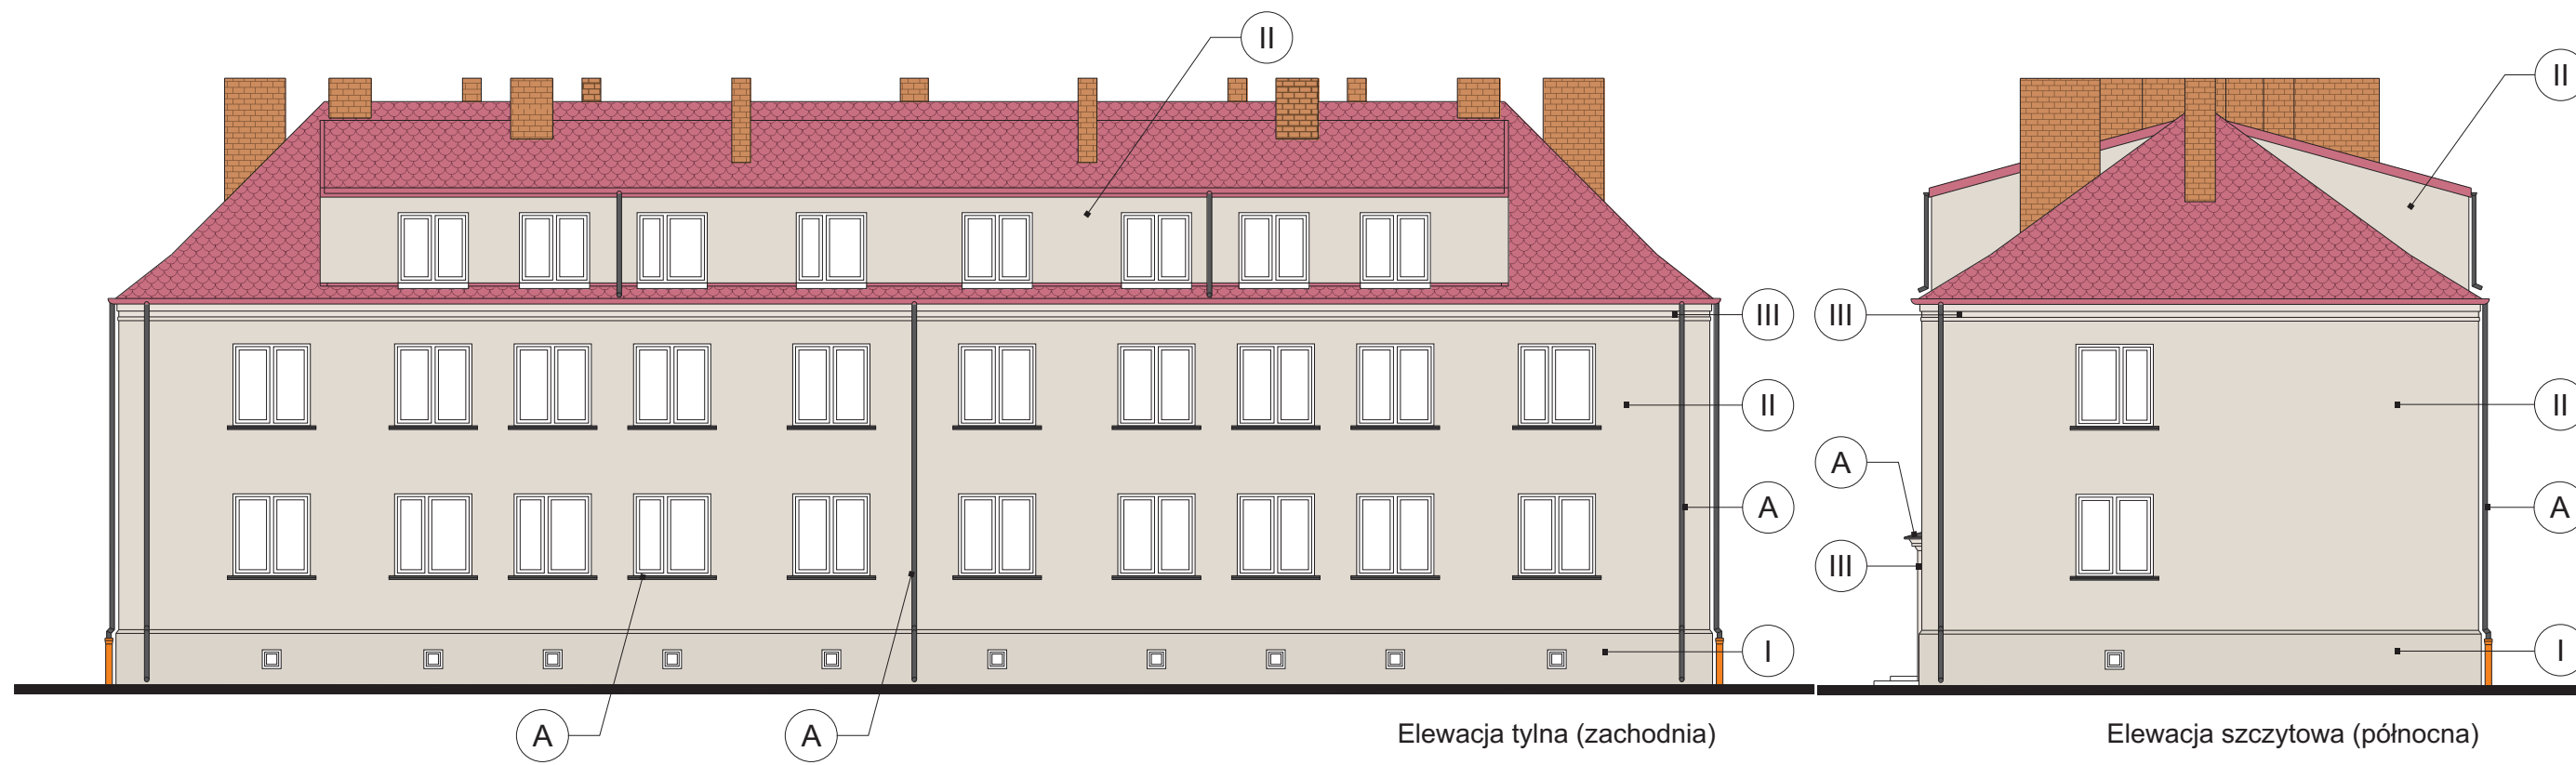 II
II
III
III
II
II
A
A
A
III
I
I
A
A
Elewacja tylna (zachodnia)
Elewacja szczytowa (północna)